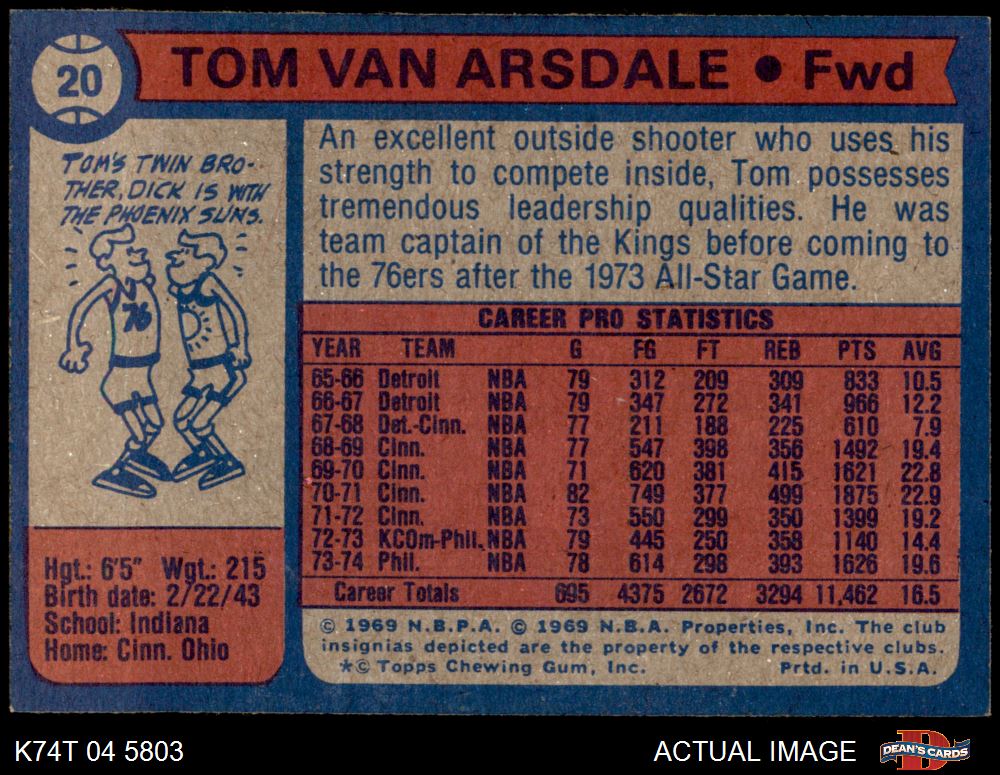 20
TOM VAN ARSDALE • Fwd
TOM'S TWIN BRO-
THER, DICK IS WITH
THE PHOENIX SUNS.
76
An excellent outside shooter who uses his
strength to compete inside, Tom possesses
tremendous leadership qualities. He was
team captain of the Kings before coming to
the 76ers after the 1973 All-Star Game.
CAREER PRO STATISTICS
YEAR TEAM G FG FT REB PTS AVG
65-66 Detroit NBA 79 312 209 309 833 10.5
66-67 Detroit NBA 79 347 272 341 966 12.2
67-68 Det.-Cinn. NBA 77 211 188 225 610 7.9
68-69 Cinn. NBA 77 547 398 356 1492 19.4
69-70 Cinn. NBA 71 620 381 415 1621 22.8
70-71 Cinn. NBA 82 749 377 499 1875 22.9
71-72 Cinn. NBA 73 550 299 350 1399 19.2
72-73 KCOm-Phil. NBA 79 445 250 358 1140 14.4
73-74 Phil. NBA 78 614 298 393 1626 19.6
Career Totals 695 4375 2672 3294 11,462 16.5
Hgt.: 6'5" Wgt.: 215
Birth date: 2/22/43
School: Indiana
Home: Cinn. Ohio
© 1969 N.B.P.A. © 1969 N.B.A. Properties, Inc. The club
insignias depicted are the property of the respective clubs.
*© Topps Chewing Gum, Inc. Prtd. in U.S.A.
K74T 04 5803
ACTUAL IMAGE
DEAN'S CARDS